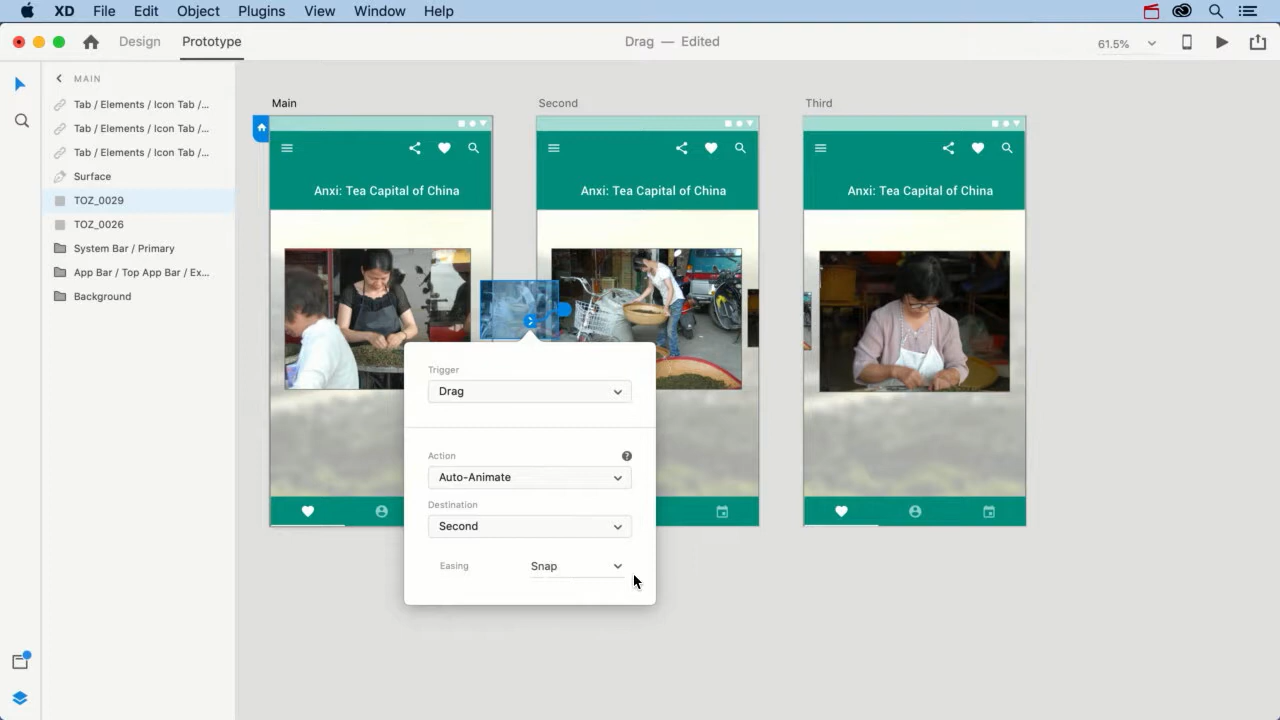 XD File Edit Object Plugins View Window Help
Design Prototype Drag — Edited 61.5%
MAIN
Tab / Elements / Icon Tab /...
Tab / Elements / Icon Tab /...
Tab / Elements / Icon Tab /...
Surface
TOZ_0029
TOZ_0026
System Bar / Primary
App Bar / Top App Bar / Ex...
Background
Main Second Third
Anxi: Tea Capital of China Anxi: Tea Capital of China Anxi: Tea Capital of China
Trigger
Drag
Action
Auto-Animate
Destination
Second
Easing Snap